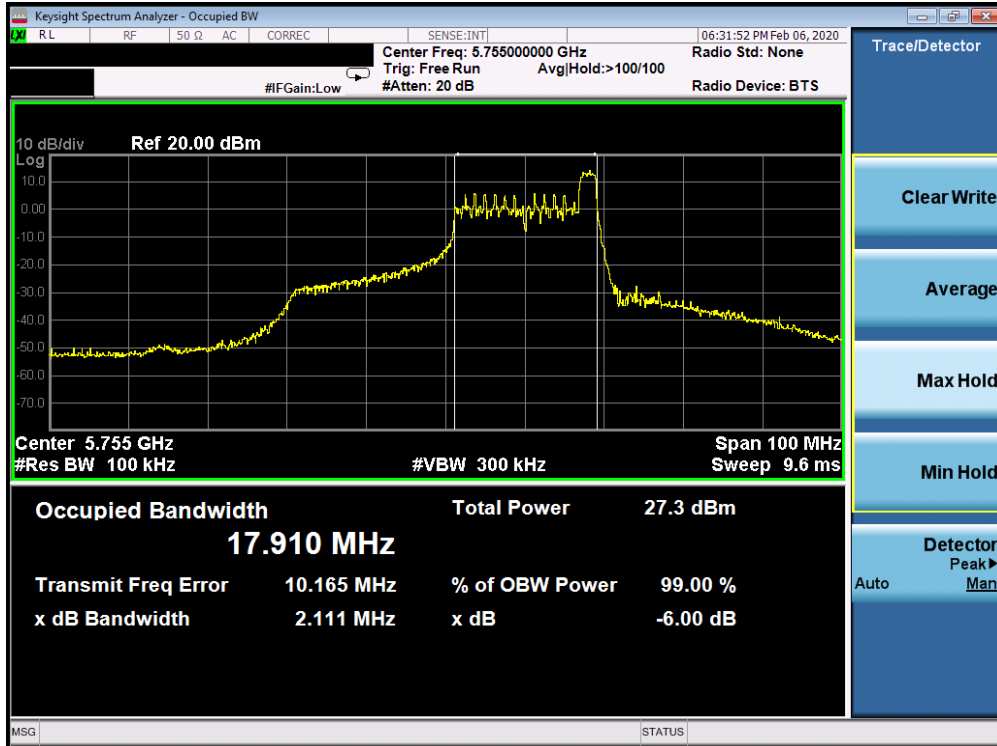 Keysight Spectrum Analyzer - Occupied BW
LXI RL RF 50 Ω AC CORREC SENSE:INT 06:31:52 PM Feb 06, 2020
Center Freq: 5.755000000 GHz Radio Std: None
Trig: Free Run Avg|Hold:>100/100
#IFGain:Low #Atten: 20 dB Radio Device: BTS
10 dB/div Ref 20.00 dBm
Log
10.0
0.00
-10.0
-20.0
-30.0
-40.0
-50.0
-60.0
-70.0
Center 5.755 GHz Span 100 MHz
#Res BW 100 kHz #VBW 300 kHz Sweep 9.6 ms
Occupied Bandwidth Total Power 27.3 dBm
17.910 MHz
Transmit Freq Error 10.165 MHz % of OBW Power 99.00 %
x dB Bandwidth 2.111 MHz x dB -6.00 dB
MSG STATUS
Trace/Detector
Clear Write
Average
Max Hold
Min Hold
Detector
Peak▶
Auto Man